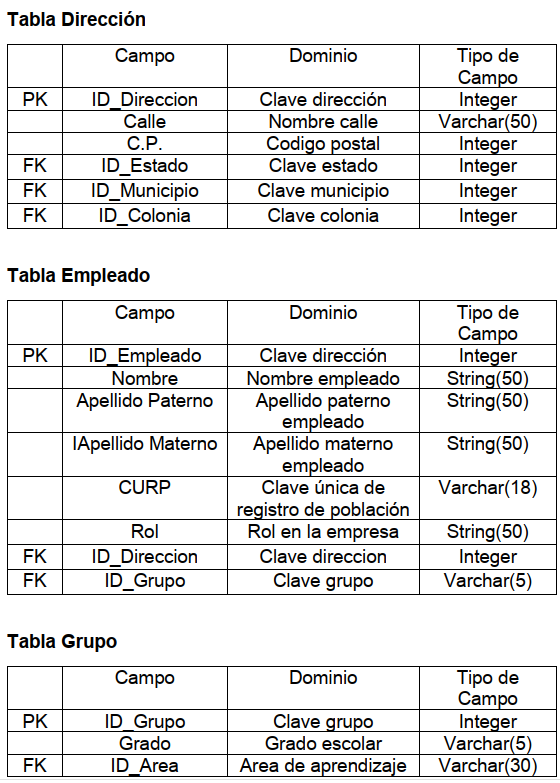 Tabla Dirección
Campo Dominio Tipo de
Campo
PK ID_Direccion Clave dirección Integer
Calle Nombre calle Varchar(50)
C.P. Codigo postal Integer
FK ID_Estado Clave estado Integer
FK ID_Municipio Clave municipio Integer
FK ID_Colonia Clave colonia Integer
Tabla Empleado
Campo Dominio Tipo de
Campo
PK ID_Empleado Clave dirección Integer
Nombre Nombre empleado String(50)
Apellido Paterno Apellido paterno String(50)
empleado
IApellido Materno Apellido materno String(50)
empleado
CURP Clave única de Varchar(18)
registro de población
Rol Rol en la empresa String(50)
FK ID_Direccion Clave direccion Integer
FK ID_Grupo Clave grupo Varchar(5)
Tabla Grupo
Campo Dominio Tipo de
Campo
PK ID_Grupo Clave grupo Integer
Grado Grado escolar Varchar(5)
FK ID_Area Area de aprendizaje Varchar(30)